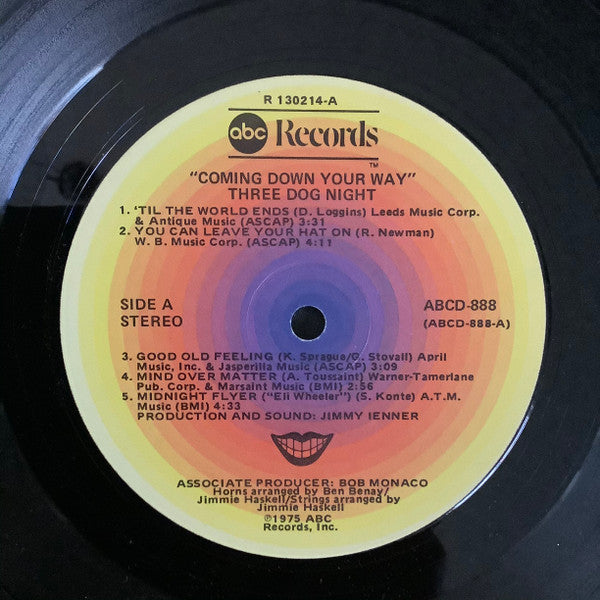 R 130214-A
abc Records
TM
"COMING DOWN YOUR WAY"
THREE DOG NIGHT
1. 'TIL THE WORLD ENDS (D. Loggins) Leeds Music Corp.
& Antique Music (ASCAP) 3:31
2. YOU CAN LEAVE YOUR HAT ON (R. Newman)
W. B. Music Corp. (ASCAP) 4:11
SIDE A
STEREO
ABCD-888
(ABCD-888-A)
3. GOOD OLD FEELING (K. Sprague/C. Stovall) April
Music, Inc. & Jasperilla Music (ASCAP) 3:09
4. MIND OVER MATTER (A. Toussaint) Warner-Tamerlane
Pub. Corp. & Marsaint Music (BMI) 2:56
5. MIDNIGHT FLYER ("Eli Wheeler") (S. Konte) A.T.M.
Music (BMI) 4:33
PRODUCTION AND SOUND: JIMMY IENNER
ASSOCIATE PRODUCER: BOB MONACO
Horns arranged by Ben Benay/
Jimmie Haskell/Strings arranged by
Jimmie Haskell
℗1975 ABC
Records, Inc.